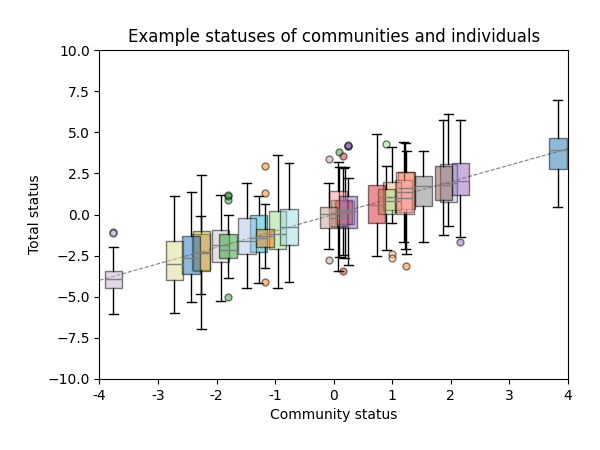 Example statuses of communities and individuals
10.0
7.5
5.0
2.5
0.0
−2.5
−5.0
−7.5
−10.0
Total status
-4 -3 -2 -1 0 1 2 3 4
Community status